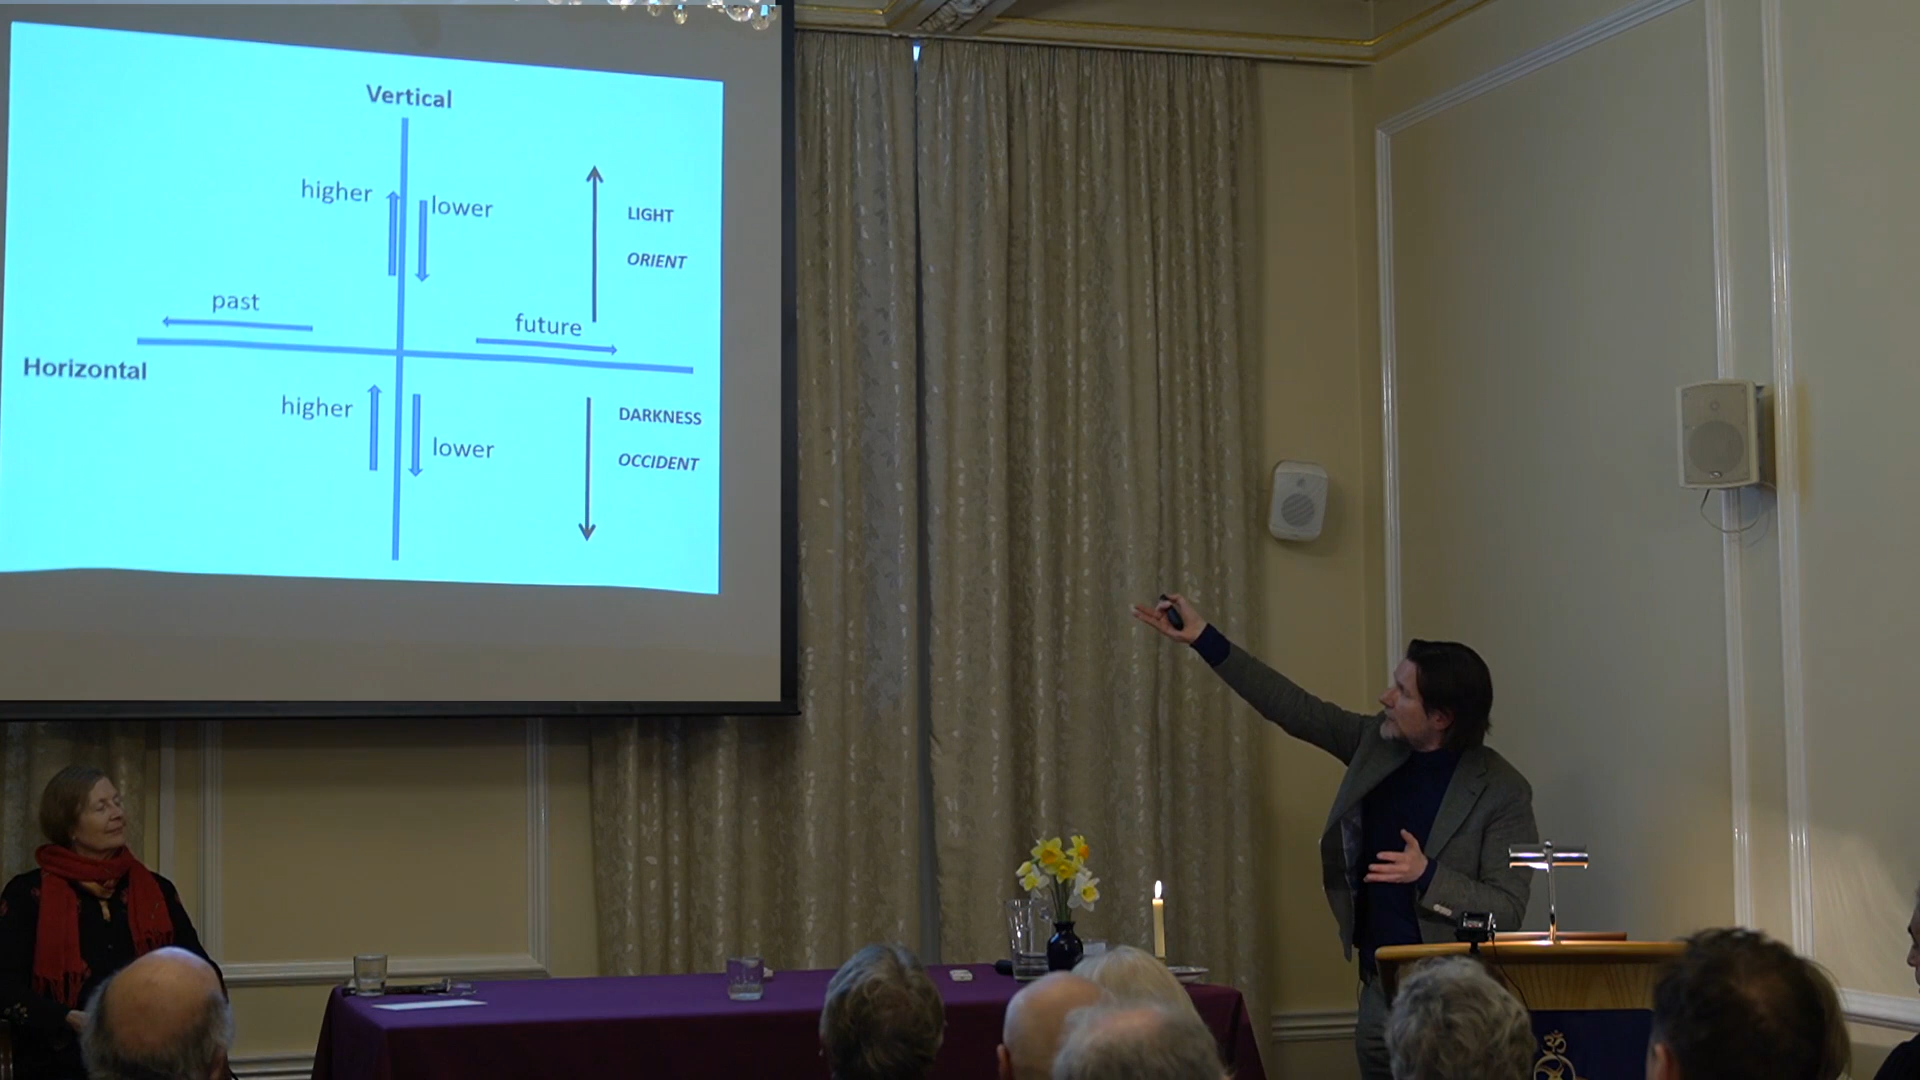 Vertical
higher
lower
LIGHT
ORIENT
past
future
Horizontal
higher
lower
DARKNESS
OCCIDENT
ॐ